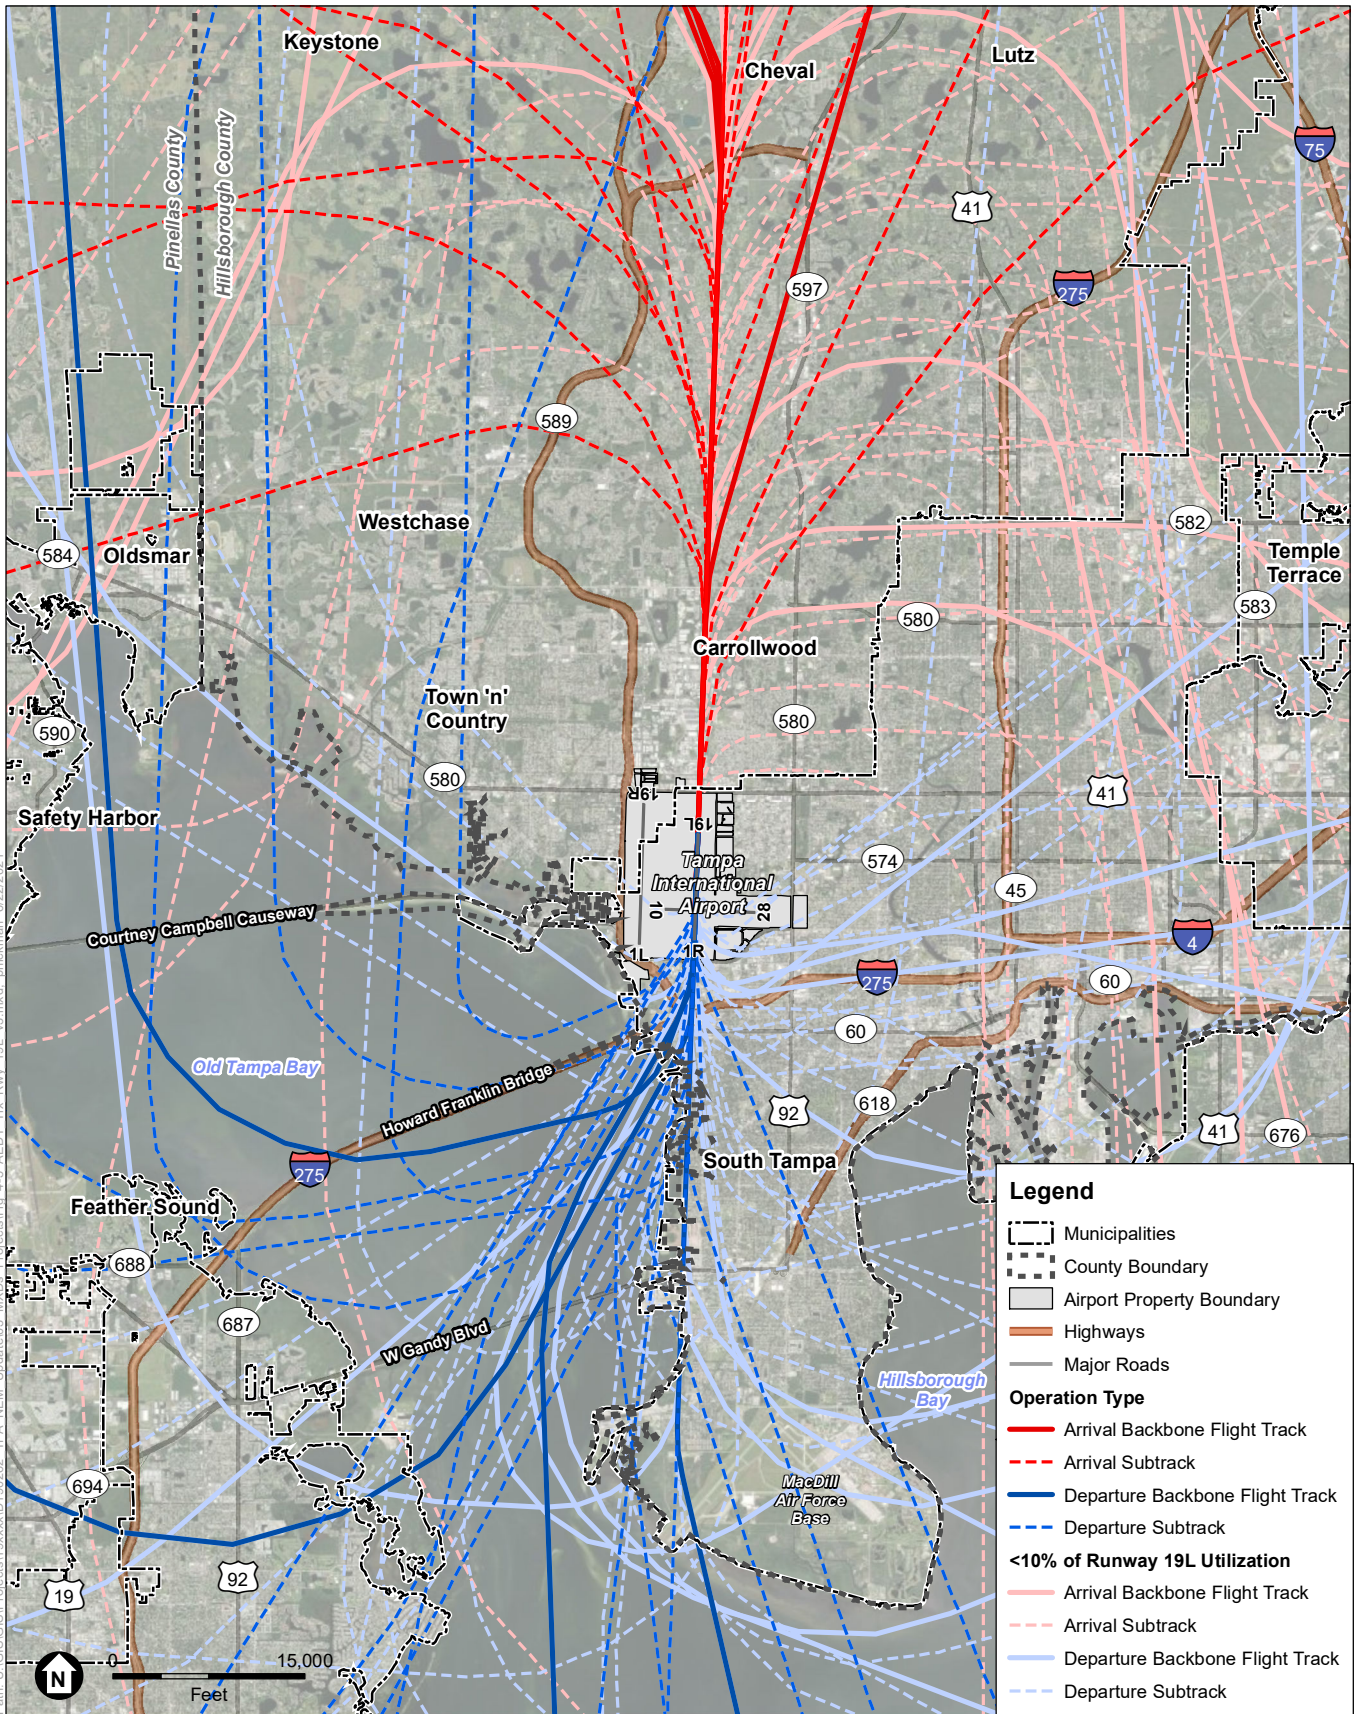 Keystone
Cheval
Lutz
Pinellas County
Hillsborough County
75
41
275
597
589
Westchase
584
Oldsmar
582
Temple
Terrace
583
580
Carrollwood
Town 'n'
Country
580
590
580
41
Safety Harbor
19R
19L
574
Tampa
International
Airport
45
10
28
Courtney Campbell Causeway
4
1L
1R
275
60
60
Old Tampa Bay
Howard Franklin Bridge
92
618
41
676
275
South Tampa
Feather Sound
688
687
W Gandy Blvd
Hillsborough
Bay
694
MacDill
Air Force
Base
92
19
N
0
15,000
Feet
Legend
Municipalities
County Boundary
Airport Property Boundary
Highways
Major Roads
Operation Type
Arrival Backbone Flight Track
Arrival Subtrack
Departure Backbone Flight Track
Departure Subtrack
<10% of Runway 19L Utilization
Arrival Backbone Flight Track
Arrival Subtrack
Departure Backbone Flight Track
Departure Subtrack